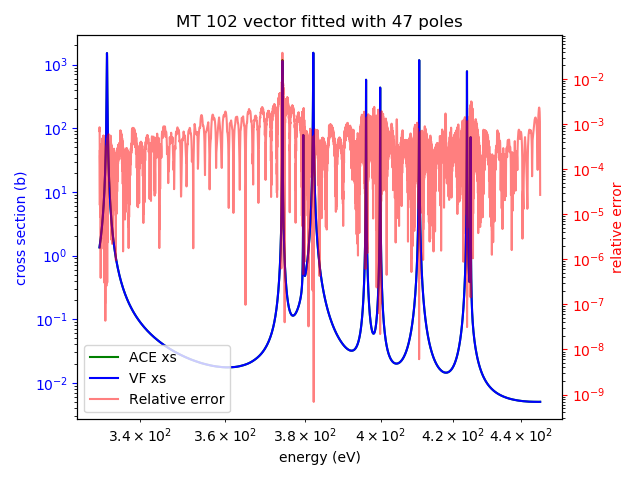 MT 102 vector fitted with 47 poles
cross section (b)
10³
10²
10¹
10⁰
10⁻¹
10⁻²
10⁻²
10⁻³
10⁻⁴
10⁻⁵
10⁻⁶
10⁻⁷
10⁻⁸
10⁻⁹
relative error
ACE xs
VF xs
Relative error
3.4 × 10² 3.6 × 10² 3.8 × 10² 4 × 10² 4.2 × 10² 4.4 × 10²
energy (eV)